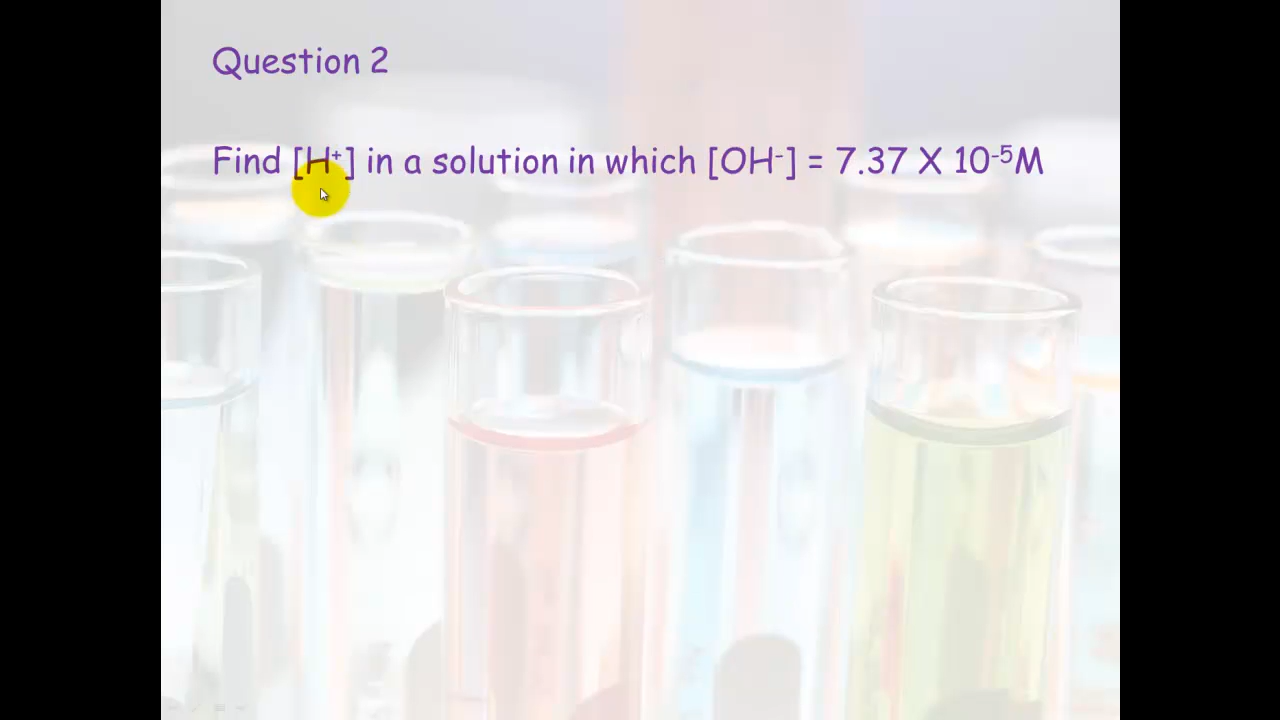 Question 2
Find [H⁺] in a solution in which [OH⁻] = 7.37 X 10⁻⁵M